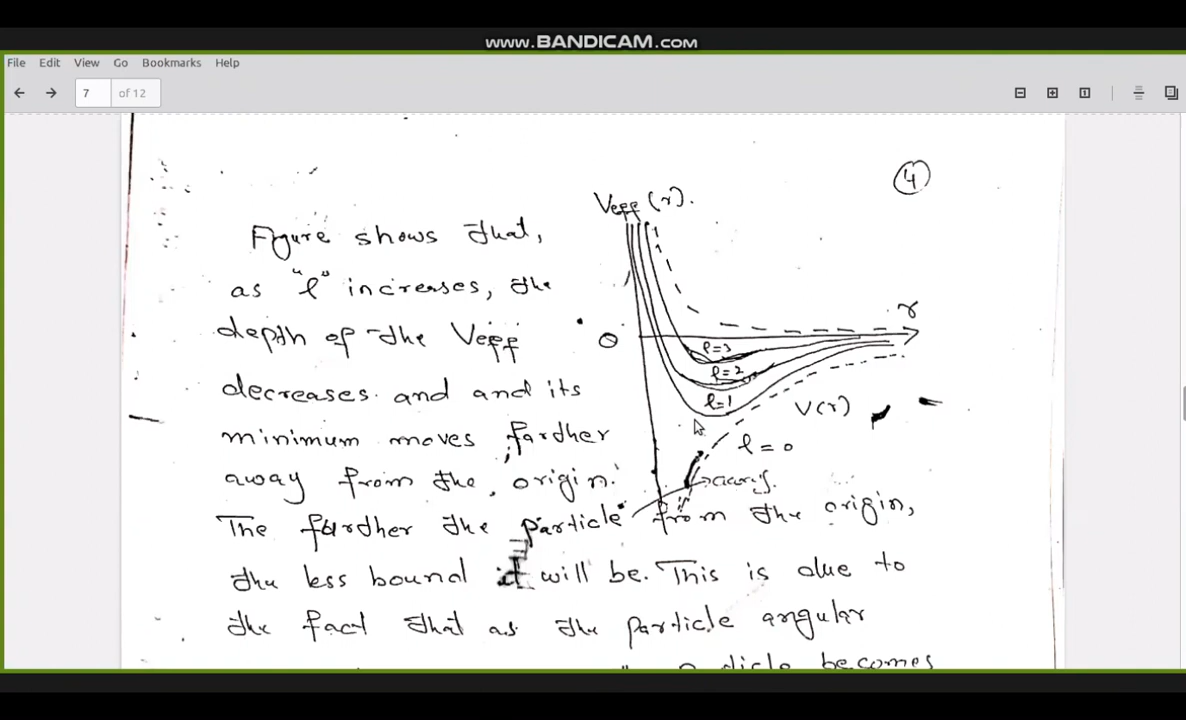 www.BANDICAM.com
File Edit View Go Bookmarks Help
7 of 12
4
Veff (r).
Figure shows that,
as "l" increases, the
depth of the Veff
decreases. and and its
minimum moves farther
away from the, origin.
The further the particle from the origin,
the less bound it will be. This is due to
the fact that as the particle angular
becomes
0
r
l=3
l=2
l=1
V(r)
l=0